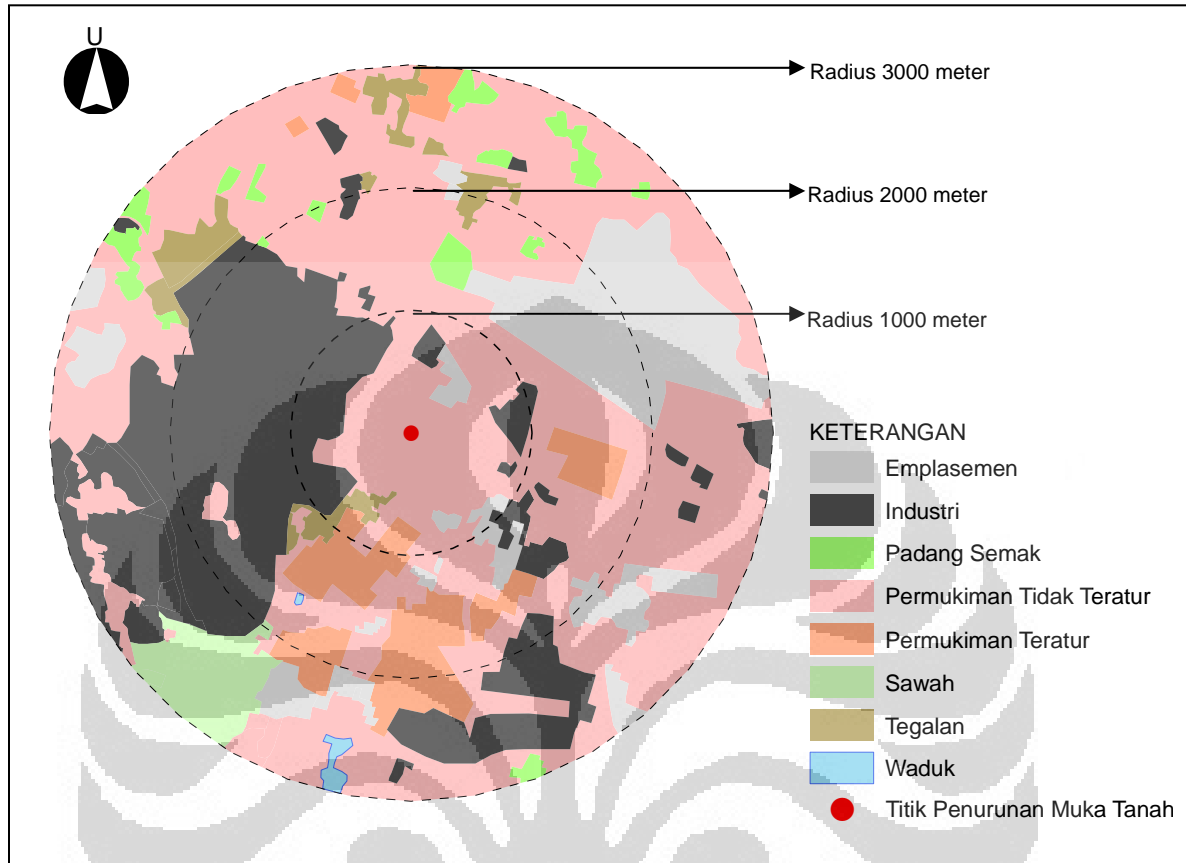 U
Radius 3000 meter
Radius 2000 meter
Radius 1000 meter
KETERANGAN
Emplasemen
Industri
Padang Semak
Permukiman Tidak Teratur
Permukiman Teratur
Sawah
Tegalan
Waduk
Titik Penurunan Muka Tanah